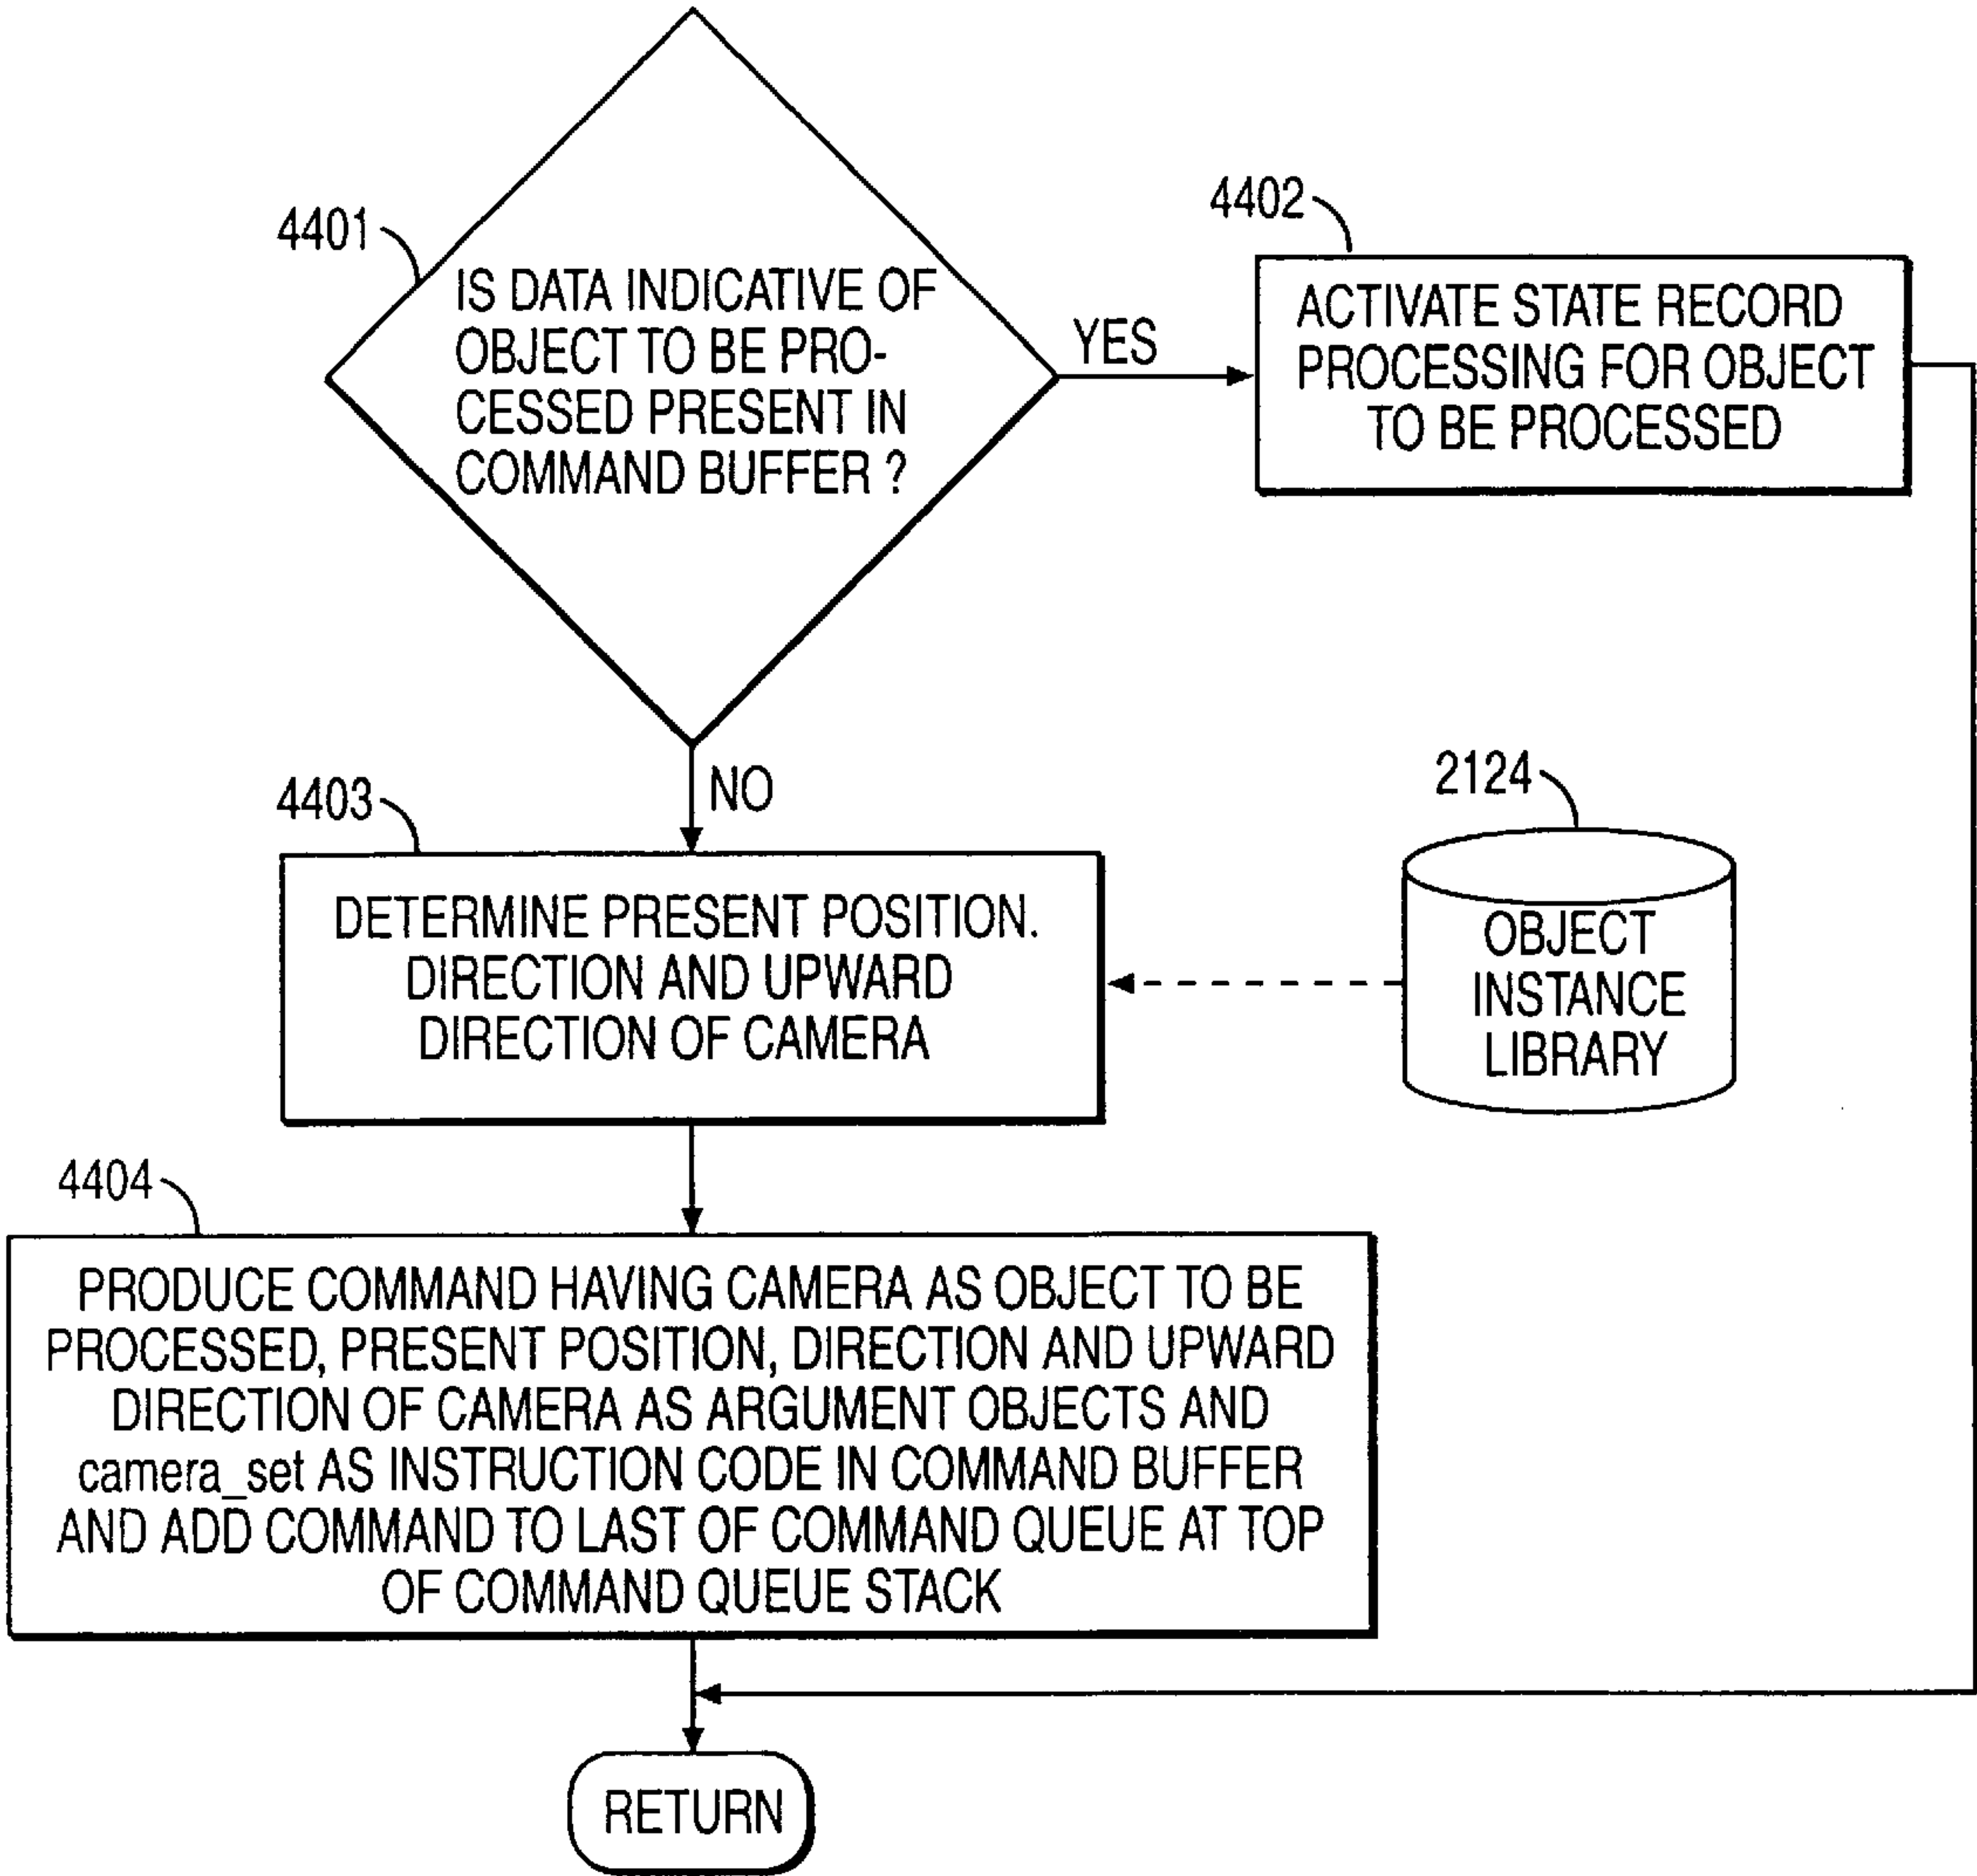 4401
IS DATA INDICATIVE OF
OBJECT TO BE PRO-
CESSED PRESENT IN
COMMAND BUFFER ?
YES
4402
ACTIVATE STATE RECORD
PROCESSING FOR OBJECT
TO BE PROCESSED
NO
4403
DETERMINE PRESENT POSITION.
DIRECTION AND UPWARD
DIRECTION OF CAMERA
2124
OBJECT
INSTANCE
LIBRARY
4404
PRODUCE COMMAND HAVING CAMERA AS OBJECT TO BE
PROCESSED, PRESENT POSITION, DIRECTION AND UPWARD
DIRECTION OF CAMERA AS ARGUMENT OBJECTS AND
camera_set AS INSTRUCTION CODE IN COMMAND BUFFER
AND ADD COMMAND TO LAST OF COMMAND QUEUE AT TOP
OF COMMAND QUEUE STACK
RETURN